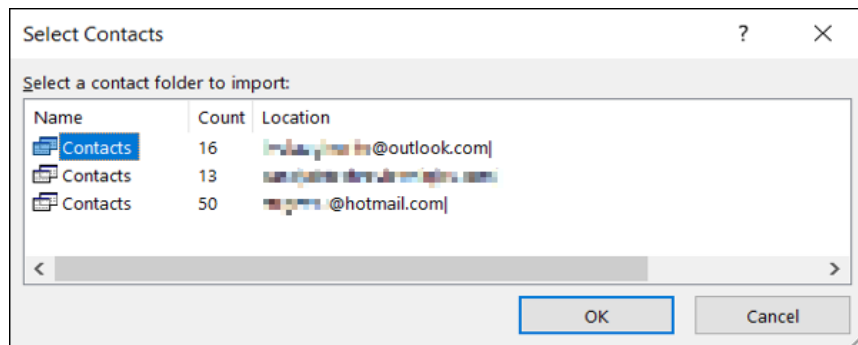 Select Contacts ?
Select a contact folder to import:
Name Count Location
Contacts 16 @outlook.com|
Contacts 13
Contacts 50 @hotmail.com|
OK Cancel